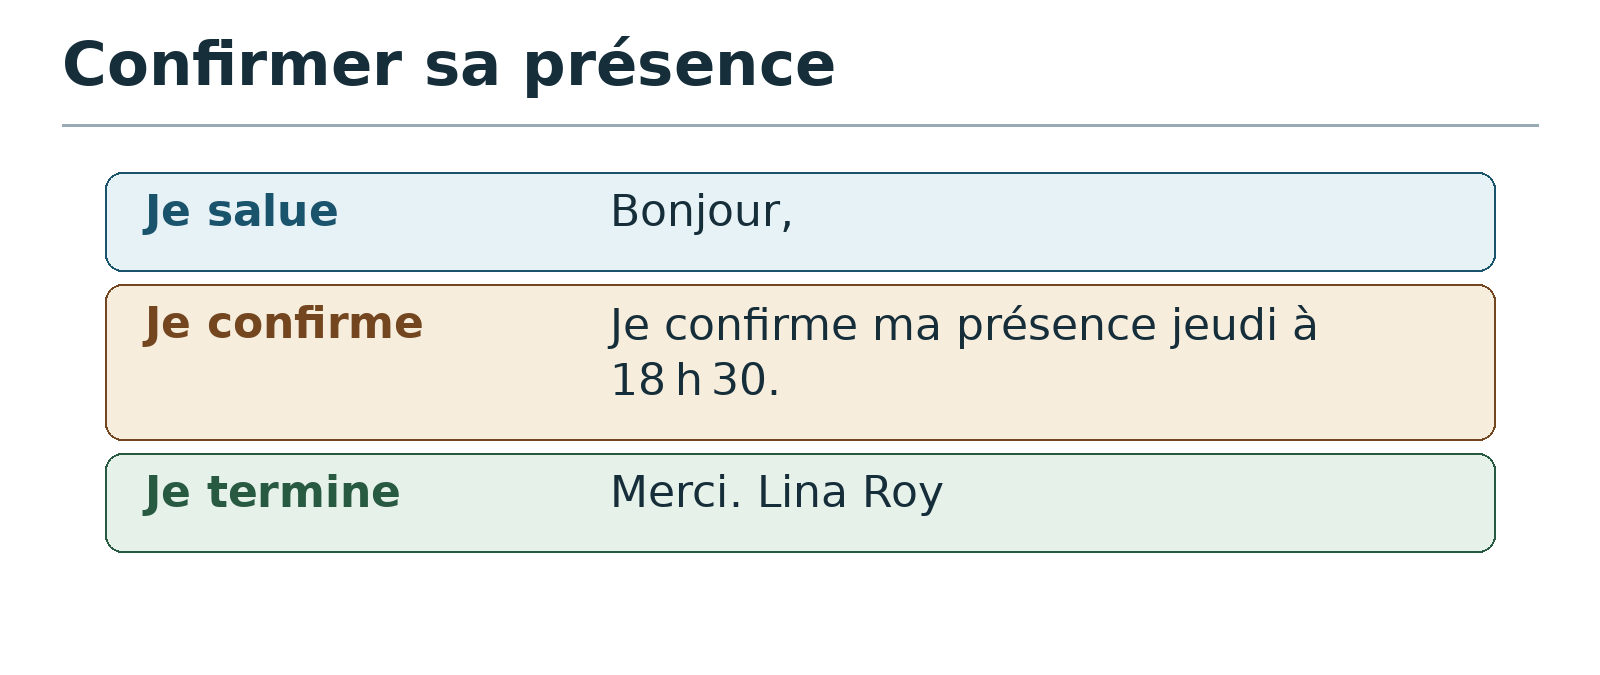 Confirmer sa présence
Je salue
Bonjour,
Je confirme
Je confirme ma présence jeudi à
18 h 30.
Je termine
Merci. Lina Roy